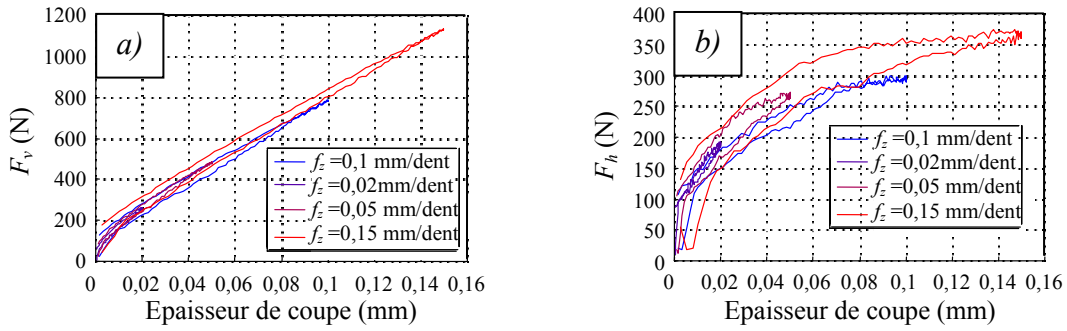 a)
1200
1000
800
600
400
200
0
F_v (N)
0 0,02 0,04 0,06 0,08 0,10 0,12 0,14 0,16
Epaisseur de coupe (mm)
f_z =0,1 mm/dent
f_z =0,02mm/dent
f_z =0,05 mm/dent
f_z =0,15 mm/dent
b)
400
350
300
250
200
150
100
50
0
F_h (N)
0 0,02 0,04 0,06 0,08 0,1 0,12 0,14 0,16
Epaisseur de coupe (mm)
f_z =0,1 mm/dent
f_z =0,02mm/dent
f_z =0,05 mm/dent
f_z =0,15 mm/dent